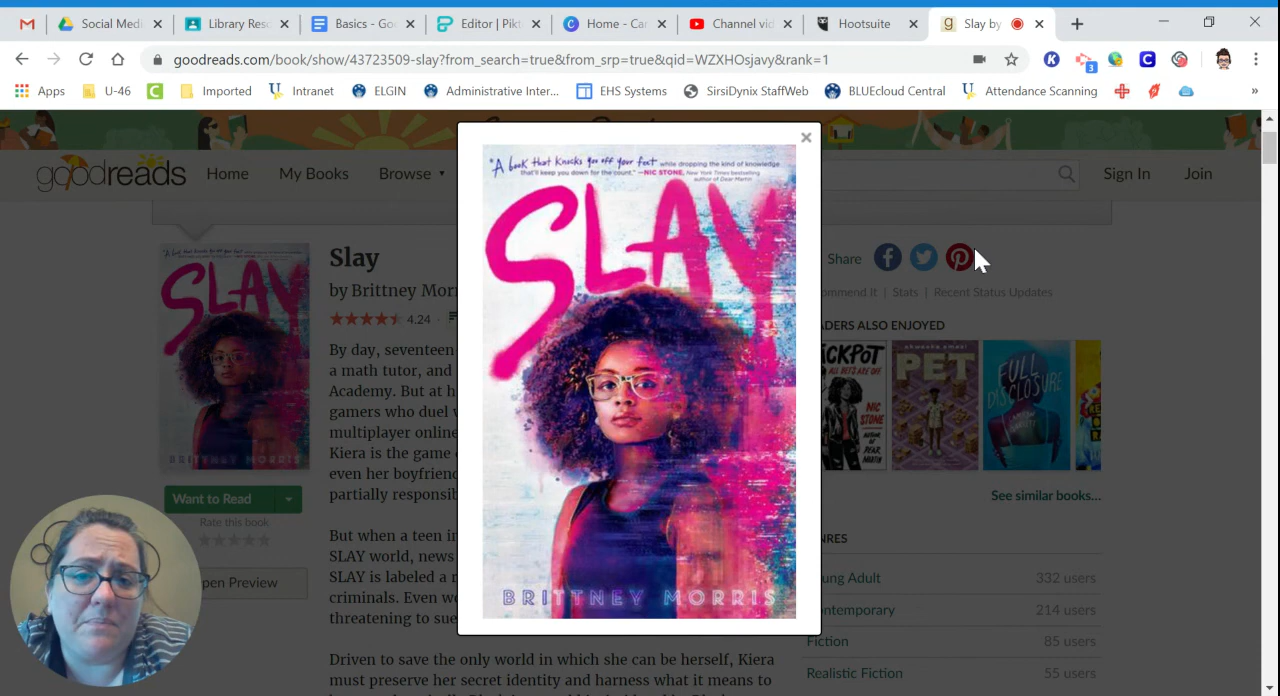 Social Medi
Library Res
Basics - Go
Editor | Pikt
Home - Ca
Channel vid
Hootsuite
Slay by
goodreads.com/book/show/43723509-slay?from_search=true&from_srp=true&qid=WZXHOsjavy&rank=1
3
Apps
U-46
Imported
Intranet
ELGIN
Administrative Inter...
EHS Systems
SirsiDynix StaffWeb
BLUEcloud Central
Attendance Scanning
»
goodreads
Home
My Books
Browse
Sign In
Join
"A book that knocks you off your feet while dropping the kind of knowledge
that'll keep you down for the count." —NIC STONE, New York Times bestselling
author of Dear Martin
SLAY
BRITTNEY MORRIS
SLAY
BRITTNEY MORRIS
Want to Read
Rate this book
pen Preview
Slay
by Brittney Mor
4.24
By day, seventeen
a math tutor, and
Academy. But at h
gamers who duel
multiplayer online
Kiera is the game
even her boyfriend
partially responsib
But when a teen in
SLAY world, news
SLAY is labeled a r
criminals. Even wo
threatening to sue
Driven to save the only world in which she can be herself, Kiera
must preserve her secret identity and harness what it means to
Share
ommend It | Stats | Recent Status Updates
ADERS ALSO ENJOYED
ACKPOT
NIC
STONE
PET
FULL
DISCLOSURE
See similar books...
NRES
ung Adult
332 users
ontemporary
214 users
Fiction
85 users
Realistic Fiction
55 users